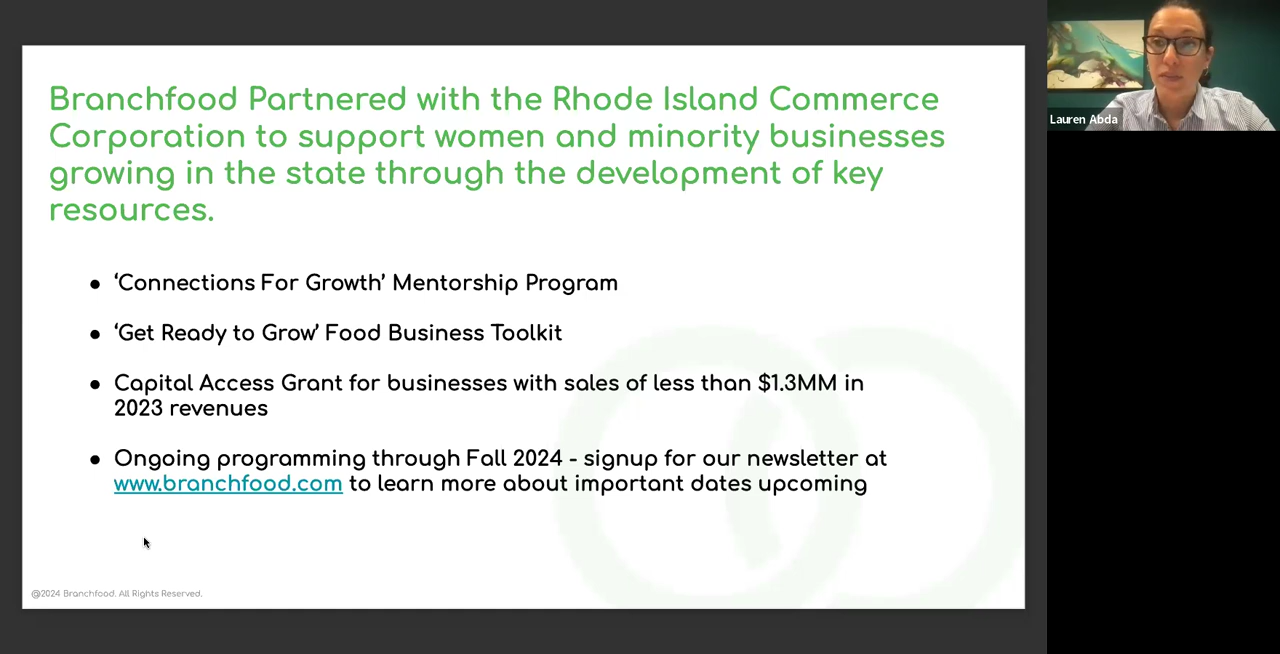 Branchfood Partnered with the Rhode Island Commerce
Corporation to support women and minority businesses
growing in the state through the development of key
resources.
● ‘Connections For Growth’ Mentorship Program
● ‘Get Ready to Grow’ Food Business Toolkit
● Capital Access Grant for businesses with sales of less than $1.3MM in
2023 revenues
● Ongoing programming through Fall 2024 - signup for our newsletter at
www.branchfood.com to learn more about important dates upcoming
@2024 Branchfood. All Rights Reserved.
Lauren Abda